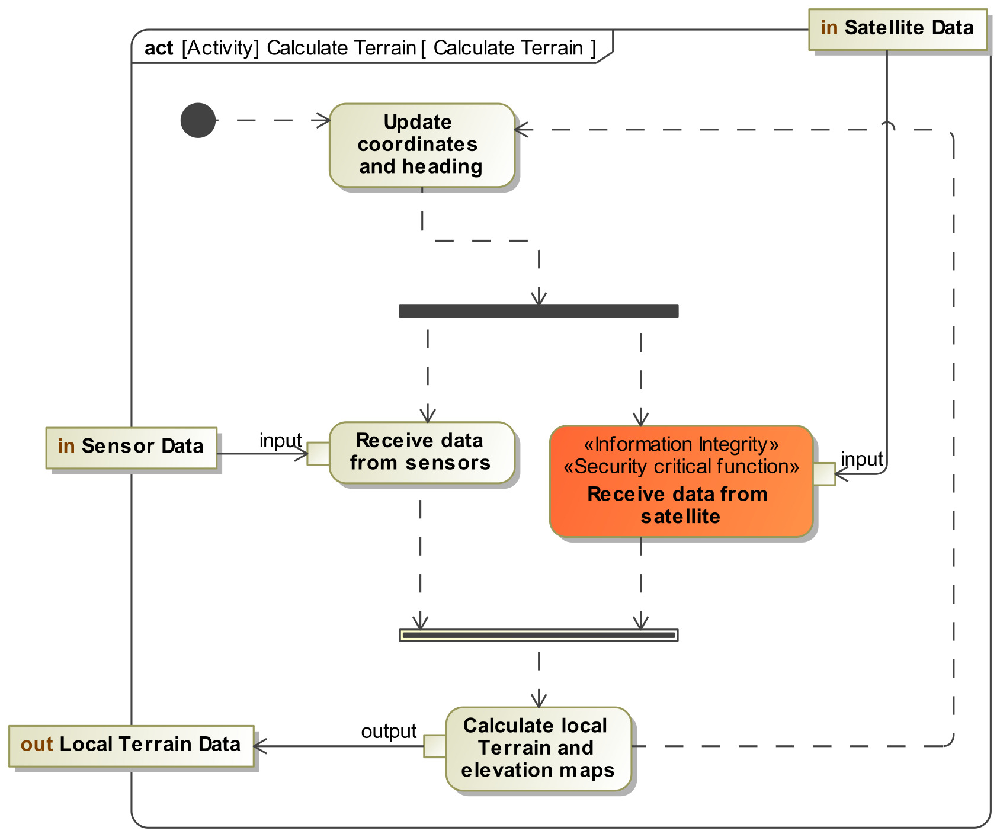 in Satellite Data
act [Activity] Calculate Terrain [ Calculate Terrain ]
Update
coordinates
and heading
in Sensor Data
input
Receive data
from sensors
«Information Integrity»
«Security critical function»
Receive data from
satellite
input
out Local Terrain Data
output
Calculate local
Terrain and
elevation maps